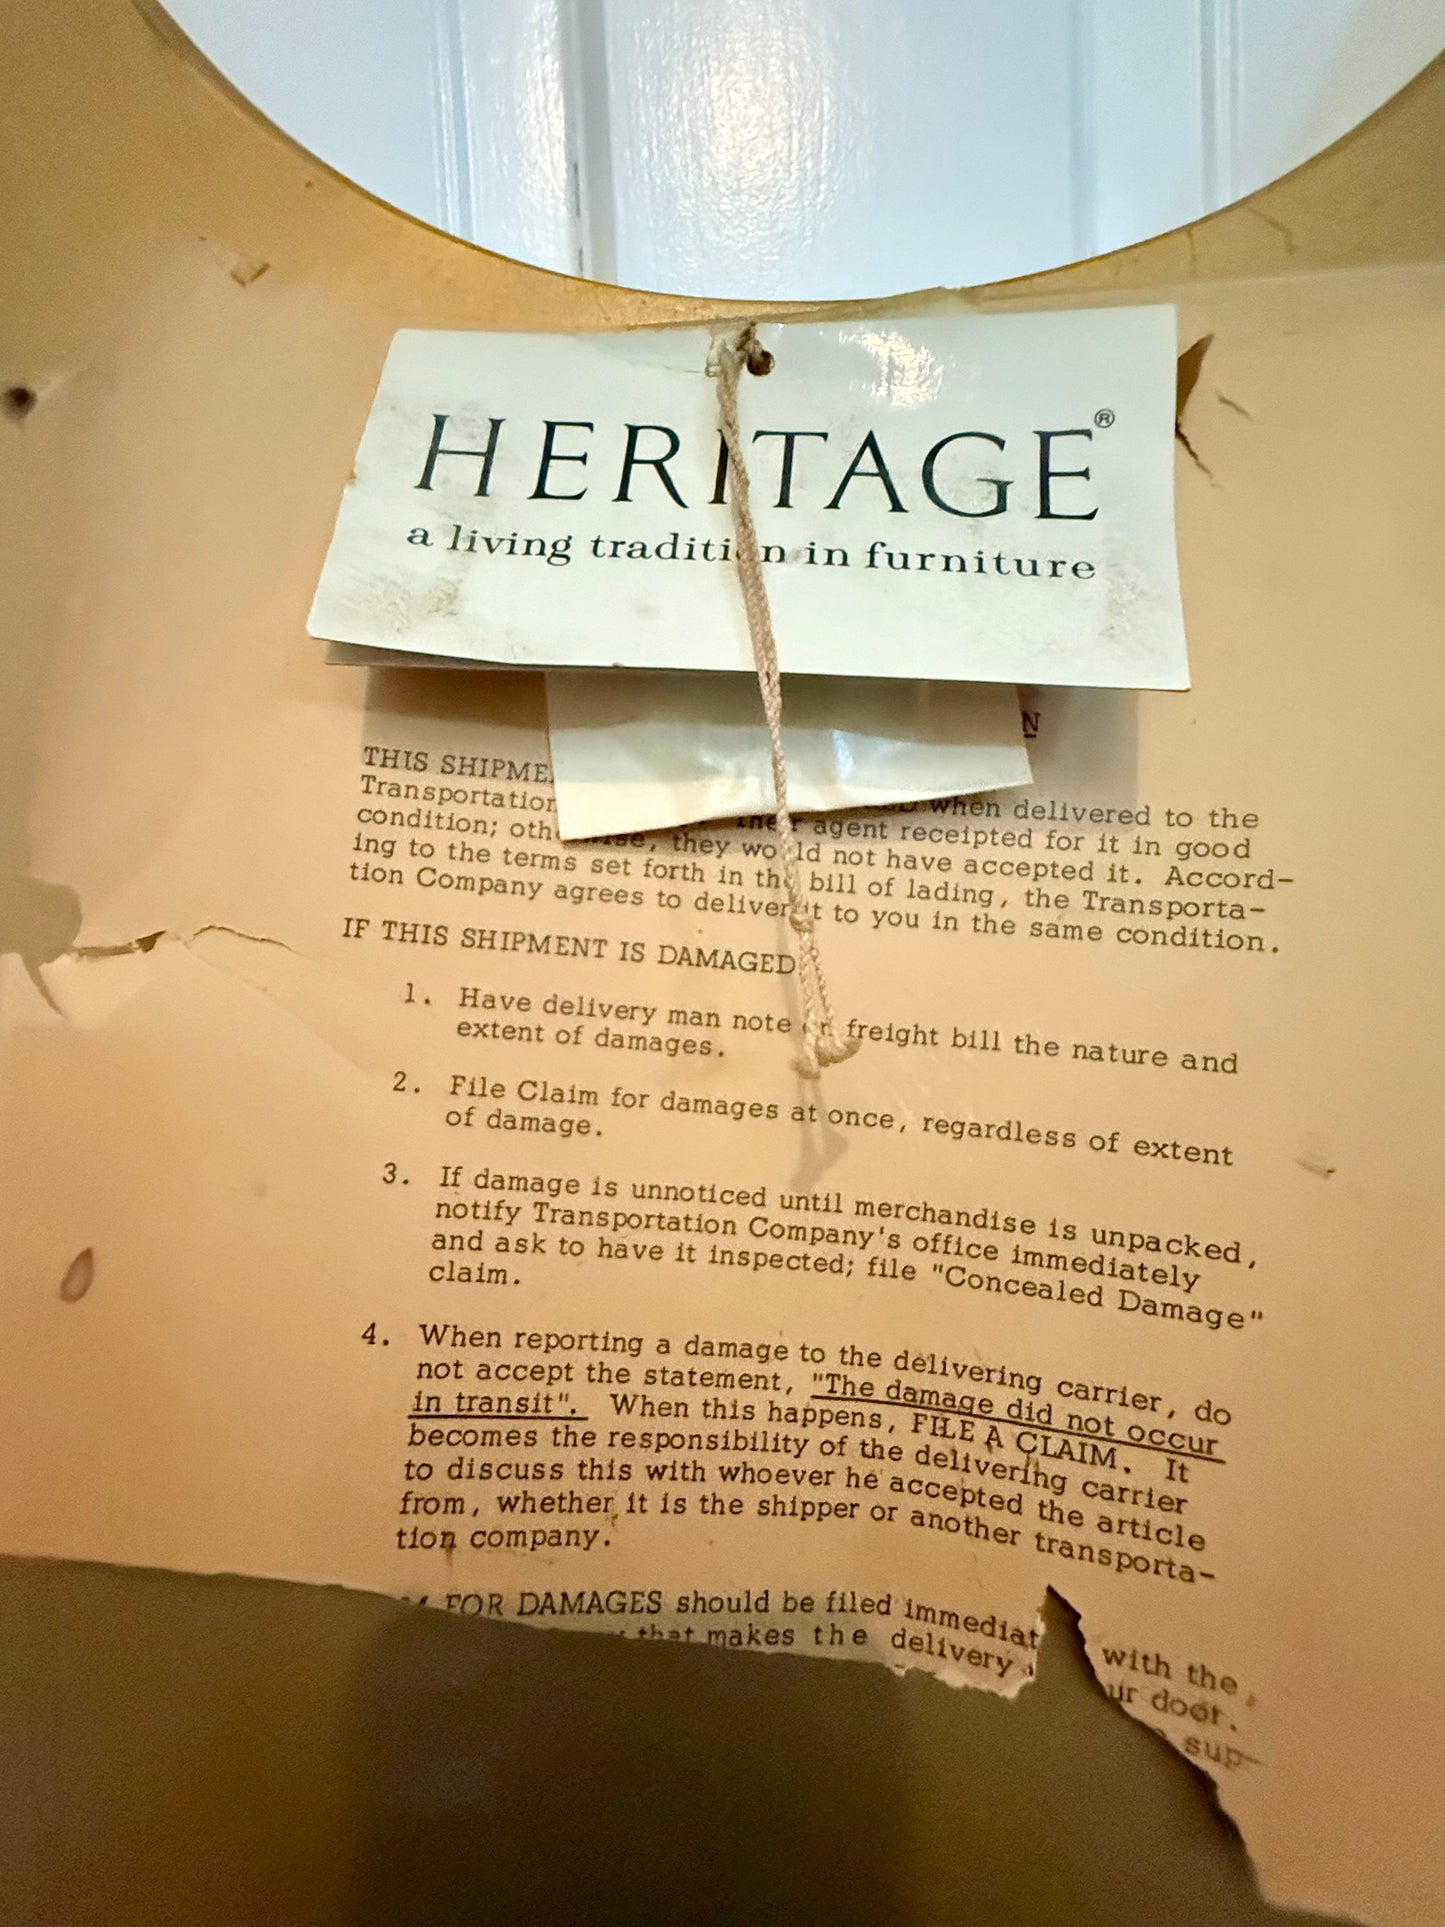 HERITAGE®
a living tradition in furniture
N
THIS SHIPME
Transportation when delivered to the
condition; agent receipted for it in good
ing to the terms set forth in the bill of lading, the Transporta-
they would not have accepted it. Accord-
tion Company agrees to deliver it to you in the same condition.
IF THIS SHIPMENT IS DAMAGED
1. Have delivery man note on freight bill the nature and
extent of damages.
2. File Claim for damages at once, regardless of extent
of damage.
3. If damage is unnoticed until merchandise is unpacked,
notify Transportation Company's office immediately
and ask to have it inspected; file "Concealed Damage"
claim.
4. When reporting a damage to the delivering carrier, do
not accept the statement, "The damage did not occur
in transit". When this happens, FILE A CLAIM. It
becomes the responsibility of the delivering carrier
to discuss this with whoever he accepted the article
from, whether it is the shipper or another transporta-
tion company.
FOR DAMAGES should be filed immediat with the
that makes the delivery ur door.
sup-